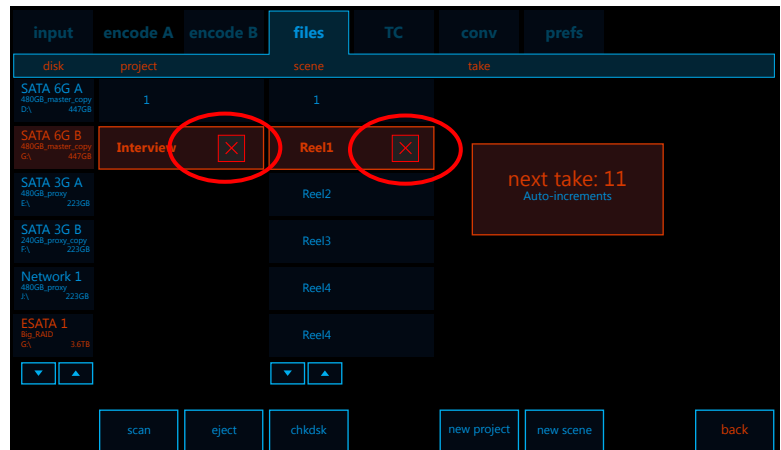 input encode A encode B files TC conv prefs
disk project scene take
SATA 6G A
480GB_master_copy
D:\ 447GB
1
1
SATA 6G B
480GB_master_copy
G:\ 447GB
Interview
Reel1
next take: 11
Auto-increments
SATA 3G A
480GB_proxy
E:\ 223GB
Reel2
SATA 3G B
240GB_proxy_copy
F:\ 223GB
Reel3
Network 1
480GB_proxy
J:\ 223GB
Reel4
ESATA 1
Big_RAID
G:\ 3.6TB
Reel4
scan eject chkdsk new project new scene back